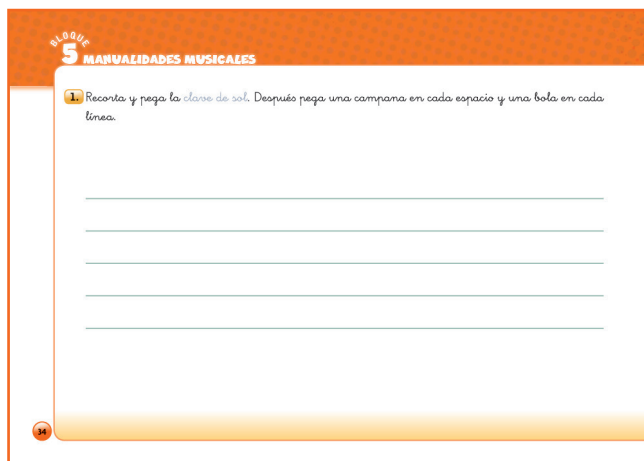 BLOQUE
5 MANUALIDADES MUSICALES
1. Recorta y pega la clave de sol. Después pega una campana en cada espacio y una bola en cada
línea.
34